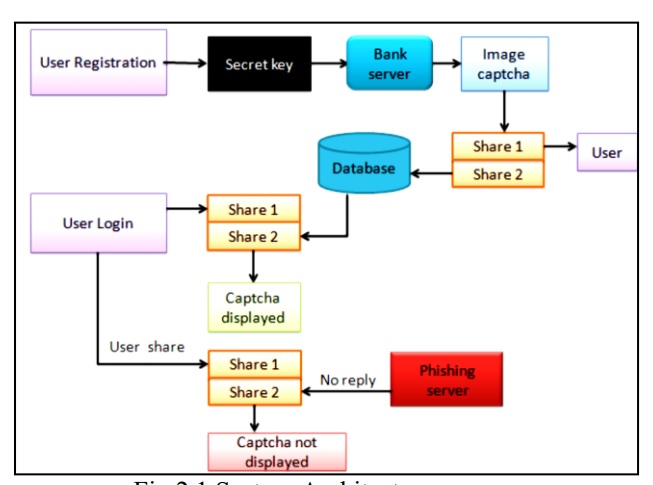 User Registration
Secret key
Bank
server
Image
captcha
Share 1
Share 2
User
Database
User Login
Share 1
Share 2
Captcha
displayed
User share
Share 1
Share 2
No reply
Phishing
server
Captcha not
displayed
Fig 2.1 System Architecture